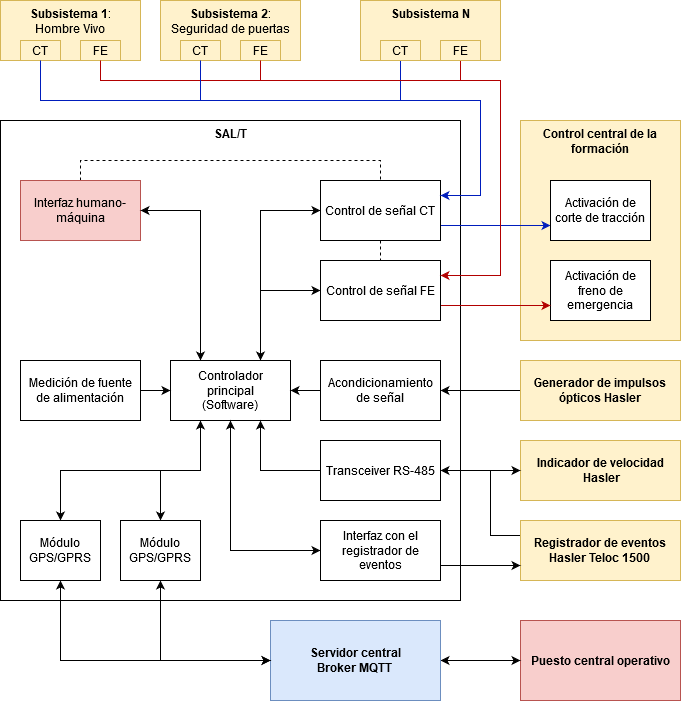 Subsistema 1:
Hombre Vivo
CT
FE
Subsistema 2:
Seguridad de puertas
CT
FE
Subsistema N
CT
FE
SAL/T
Interfaz humano-
máquina
Control de señal CT
Control de señal FE
Control central de la
formación
Activación de
corte de tracción
Activación de
freno de
emergencia
Medición de fuente
de alimentación
Controlador
principal
(Software)
Acondicionamiento
de señal
Generador de impulsos
ópticos Hasler
Transceiver RS-485
Indicador de velocidad
Hasler
Módulo
GPS/GPRS
Módulo
GPS/GPRS
Interfaz con el
registrador de
eventos
Registrador de eventos
Hasler Teloc 1500
Servidor central
Broker MQTT
Puesto central operativo